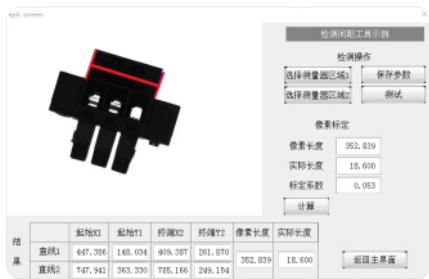 epic screen
检测间距工具示例
检测操作
选择测量器区域1 保存参数
选择测量器区域2 测试
像素标定
像素长度 352.839
实际长度 18.600
标定系数 0.053
计算
起始X1 起始Y1 终端X2 终端Y2 像素长度 实际长度
结果
直线1 447.386 148.034 409.387 261.870 352.839 18.600
直线2 747.941 363.330 785.166 249.154
返回主界面